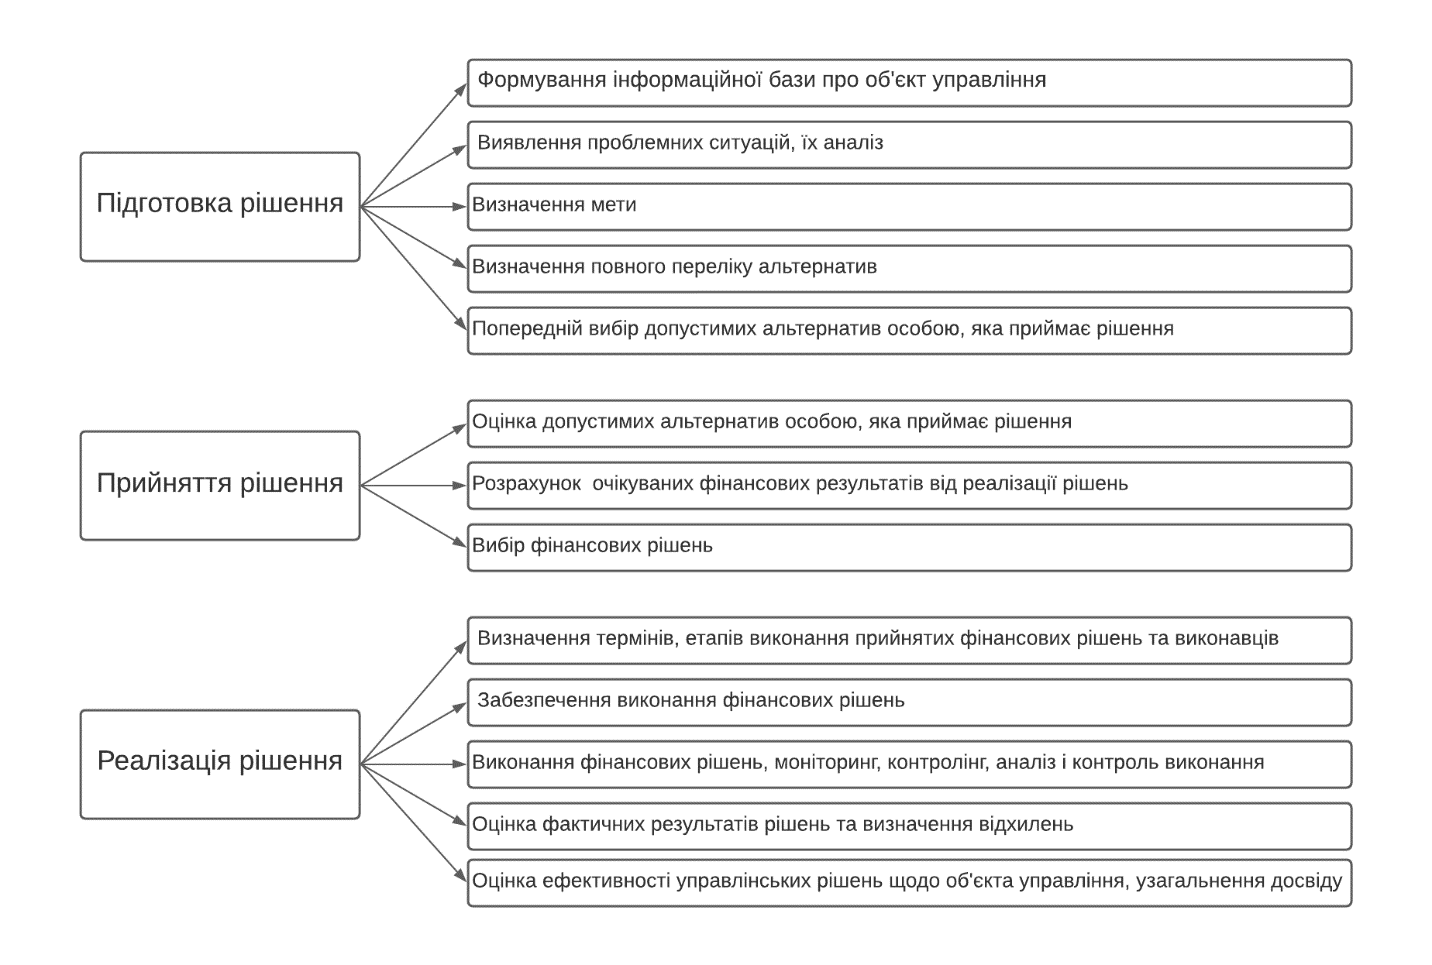 Підготовка рішення
Формування інформаційної бази про об'єкт управління
Виявлення проблемних ситуацій, їх аналіз
Визначення мети
Визначення повного переліку альтернатив
Попередній вибір допустимих альтернатив особою, яка приймає рішення
Прийняття рішення
Оцінка допустимих альтернатив особою, яка приймає рішення
Розрахунок  очікуваних фінансових результатів від реалізації рішень
Вибір фінансових рішень
Реалізація рішення
Визначення термінів, етапів виконання прийнятих фінансових рішень та виконавців
Забезпечення виконання фінансових рішень
Виконання фінансових рішень, моніторинг, контролінг, аналіз і контроль виконання
Оцінка фактичних результатів рішень та визначення відхилень
Оцінка ефективності управлінських рішень щодо об'єкта управління, узагальнення досвіду